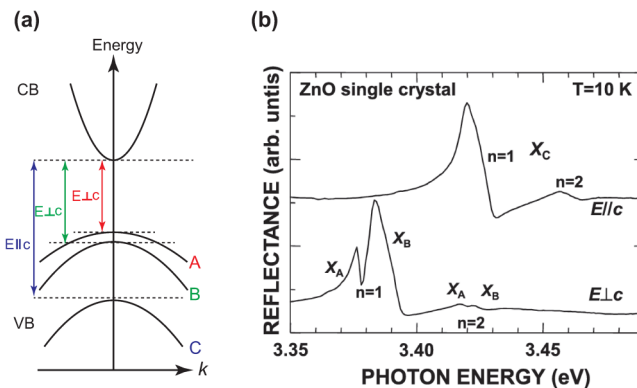 (a)
Energy
CB
E⊥c
E⊥c
E∥c
A
B
VB
C
k
(b)
ZnO single crystal
T=10 K
REFLECTANCE (arb. untis)
n=1
X_C
n=2
E//c
X_A
X_B
n=1
X_A
X_B
n=2
E⊥c
3.35
3.40
3.45
PHOTON ENERGY (eV)